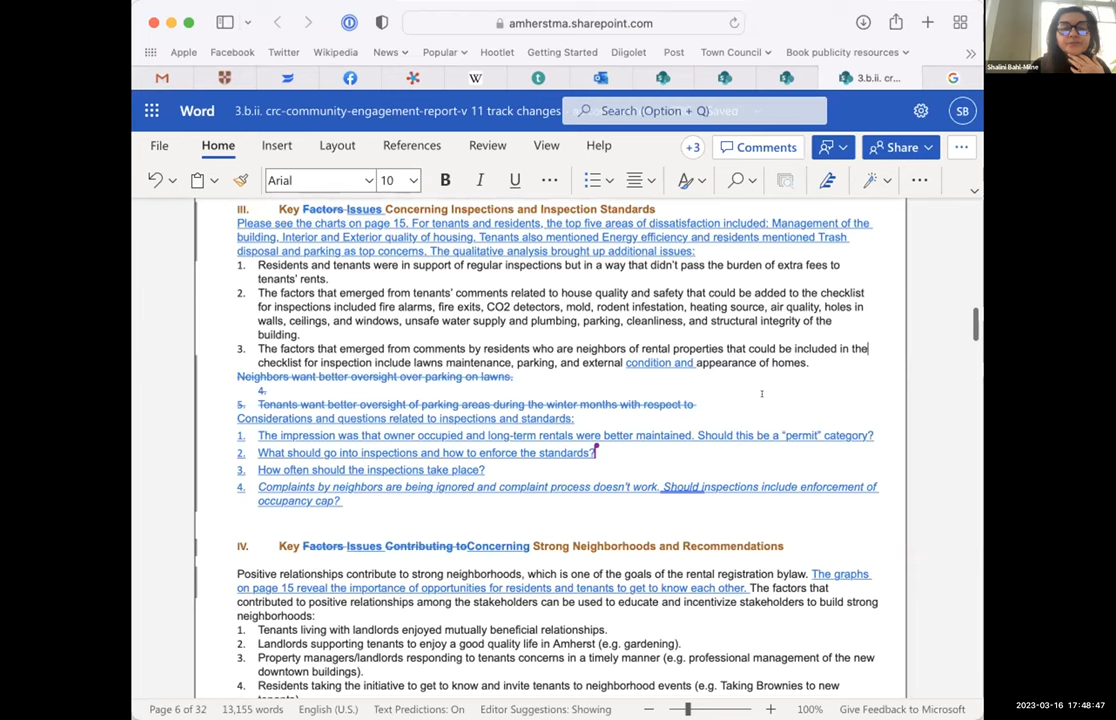 amherstma.sharepoint.com
Apple Facebook Twitter Wikipedia News Popular Hootlet Getting Started Diigolet Post Town Council Book publicity resources
3.b.ii. crc...
Word 3.b.ii. crc-community-engagement-report-v 11 track changes
Search (Option + Q)
SB
File Home Insert Layout References Review View Help +3 Comments Share
Arial 10 B I U
III. Key Factors Issues Concerning Inspections and Inspection Standards
Please see the charts on page 15. For tenants and residents, the top five areas of dissatisfaction included: Management of the
building, Interior and Exterior quality of housing. Tenants also mentioned Energy efficiency and residents mentioned Trash
disposal and parking as top concerns. The qualitative analysis brought up additional issues:
1. Residents and tenants were in support of regular inspections but in a way that didn't pass the burden of extra fees to
tenants' rents.
2. The factors that emerged from tenants' comments related to house quality and safety that could be added to the checklist
for inspections included fire alarms, fire exits, CO2 detectors, mold, rodent infestation, heating source, air quality, holes in
walls, ceilings, and windows, unsafe water supply and plumbing, parking, cleanliness, and structural integrity of the
building.
3. The factors that emerged from comments by residents who are neighbors of rental properties that could be included in the
checklist for inspection include lawns maintenance, parking, and external condition and appearance of homes.
Neighbors want better oversight over parking on lawns.
4.
5. Tenants want better oversight of parking areas during the winter months with respect to
Considerations and questions related to inspections and standards:
1. The impression was that owner occupied and long-term rentals were better maintained. Should this be a "permit" category?
2. What should go into inspections and how to enforce the standards?
3. How often should the inspections take place?
4. Complaints by neighbors are being ignored and complaint process doesn't work. Should inspections include enforcement of
occupancy cap?
IV. Key Factors Issues Contributing toConcerning Strong Neighborhoods and Recommendations
Positive relationships contribute to strong neighborhoods, which is one of the goals of the rental registration bylaw. The graphs
on page 15 reveal the importance of opportunities for residents and tenants to get to know each other. The factors that
contributed to positive relationships among the stakeholders can be used to educate and incentivize stakeholders to build strong
neighborhoods:
1. Tenants living with landlords enjoyed mutually beneficial relationships.
2. Landlords supporting tenants to enjoy a good quality life in Amherst (e.g. gardening).
3. Property managers/landlords responding to tenants concerns in a timely manner (e.g. professional management of the new
downtown buildings).
4. Residents taking the initiative to get to know and invite tenants to neighborhood events (e.g. Taking Brownies to new
Page 6 of 32 13,155 words English (U.S.) Text Predictions: On Editor Suggestions: Showing 100% Give Feedback to Microsoft
Shalini Bahl-Milne
2023-03-16 17:48:47